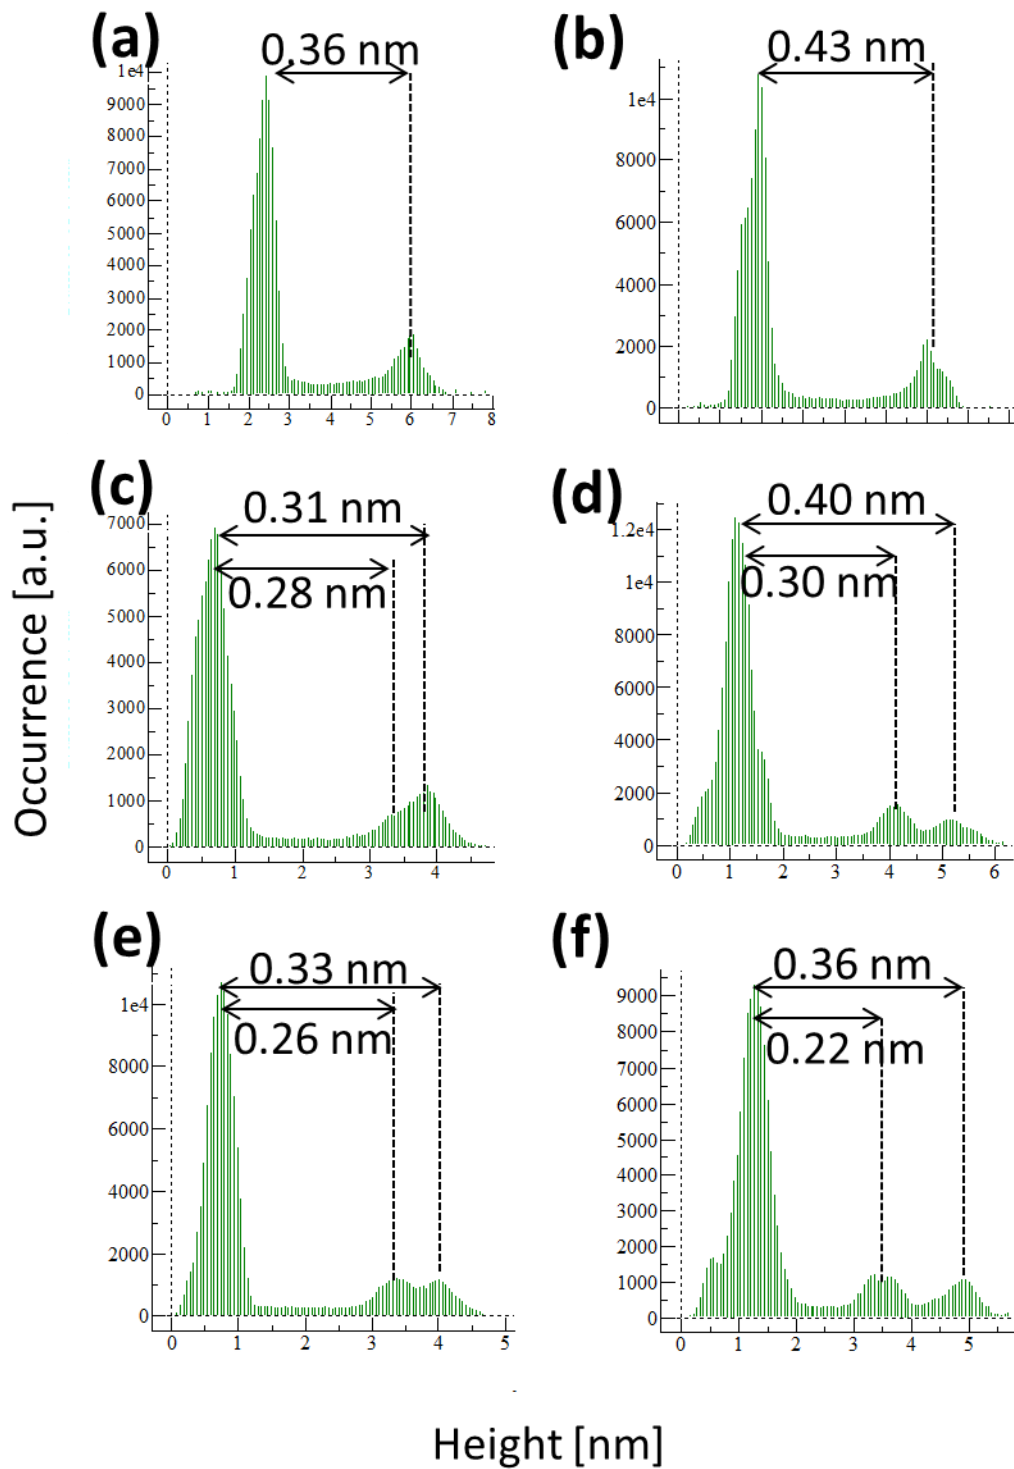 (a)
0.36 nm
1e4
9000
8000
7000
6000
5000
4000
3000
2000
1000
0
0 1 2 3 4 5 6 7 8
(b)
0.43 nm
1e4
8000
6000
4000
2000
0
(c)
0.31 nm
0.28 nm
7000
6000
5000
4000
3000
2000
1000
0
0 1 2 3 4
(d)
0.40 nm
0.30 nm
1.2e4
1e4
8000
6000
4000
2000
0
0 1 2 3 4 5 6
(e)
0.33 nm
0.26 nm
1e4
8000
6000
4000
2000
0
0 1 2 3 4 5
(f)
0.36 nm
0.22 nm
9000
8000
7000
6000
5000
4000
3000
2000
1000
0
0 1 2 3 4 5
Occurrence [a.u.]
Height [nm]